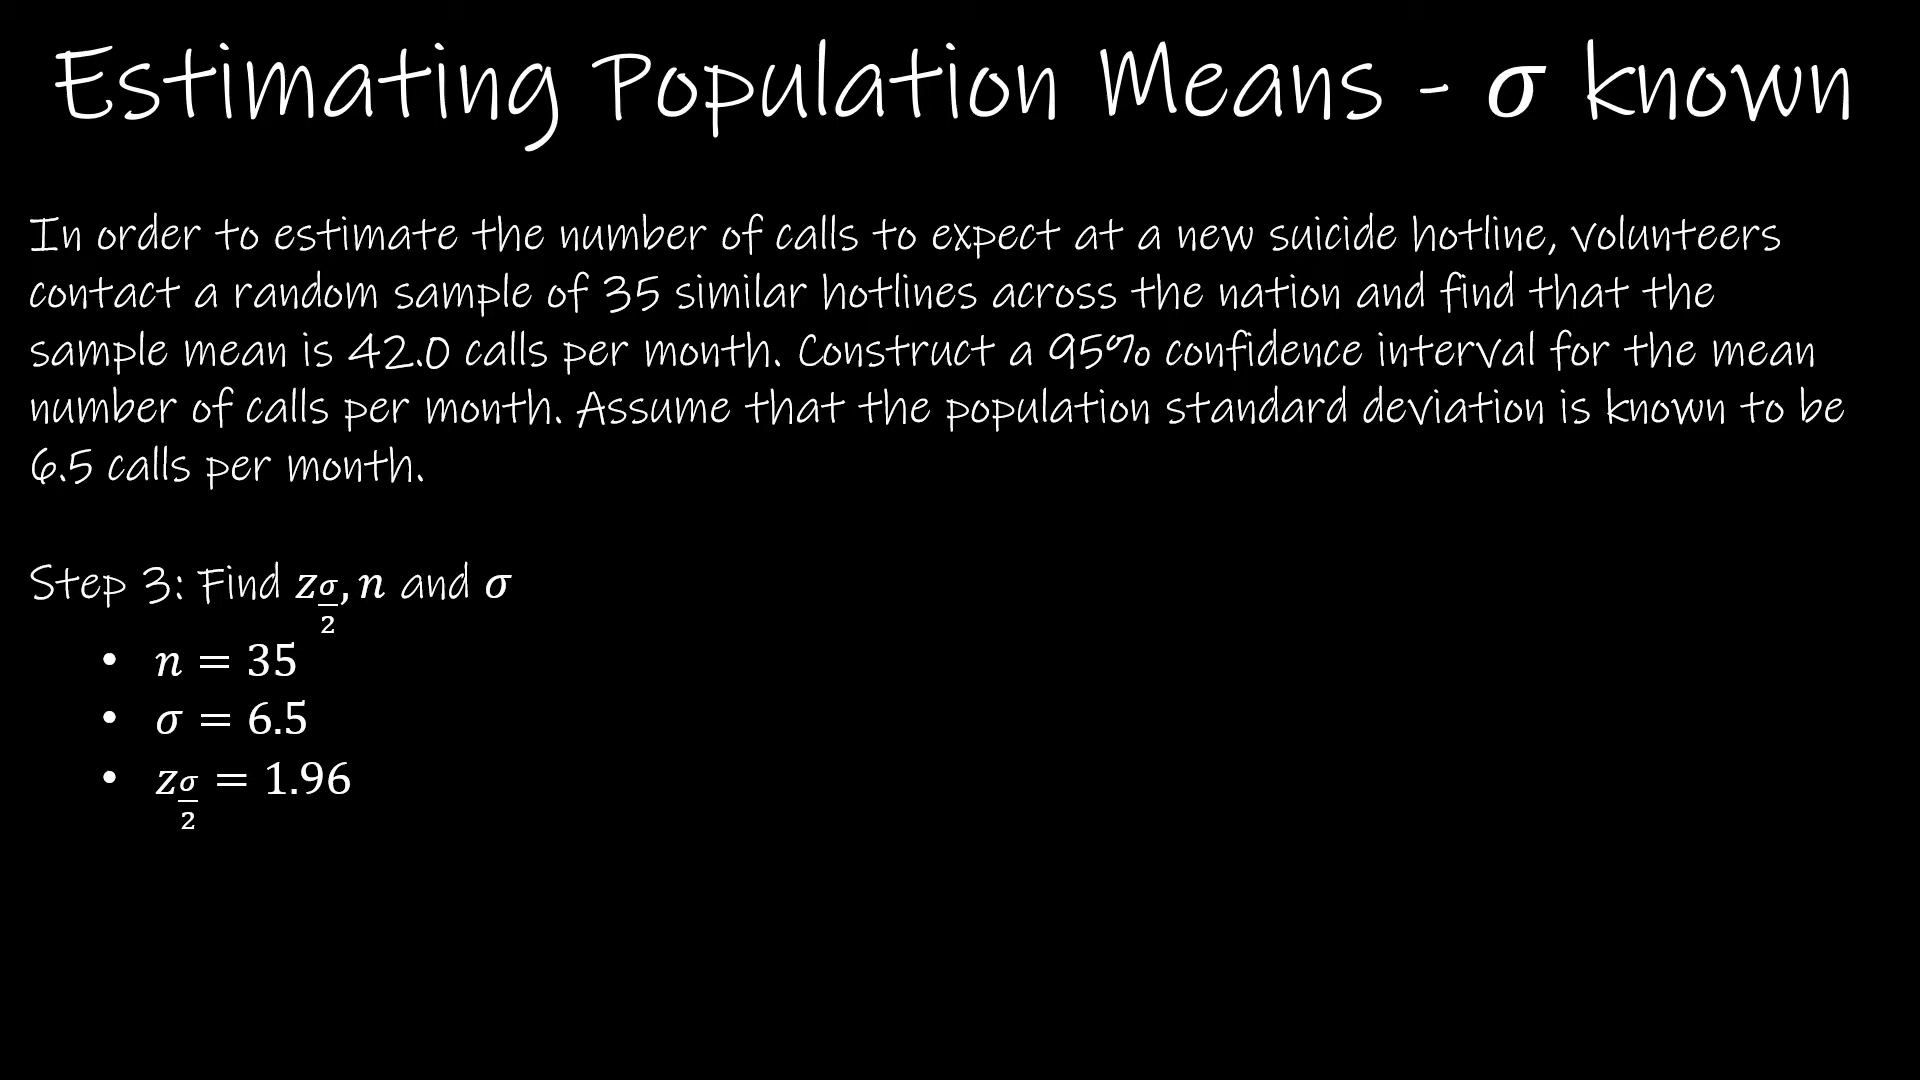 Estimating Population Means - σ known
In order to estimate the number of calls to expect at a new suicide hotline, volunteers
contact a random sample of 35 similar hotlines across the nation and find that the
sample mean is 42.0 calls per month. Construct a 95% confidence interval for the mean
number of calls per month. Assume that the population standard deviation is known to be
6.5 calls per month.
Step 3: Find z_{σ/2}, n and σ
• n = 35
• σ = 6.5
• z_{σ/2} = 1.96